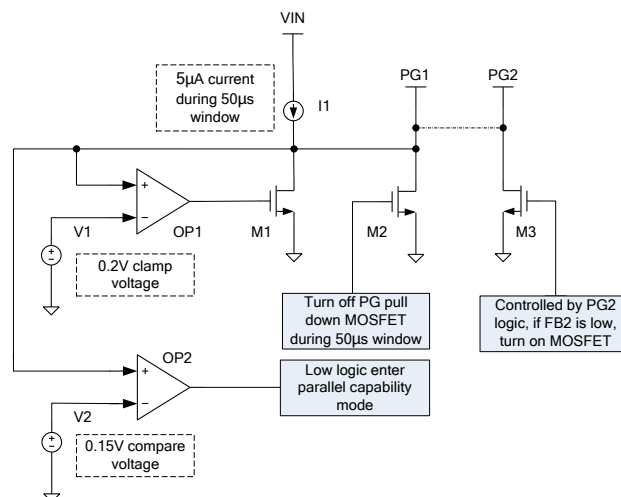 VIN
5µA current
during 50µs
window
I1
PG1
PG2
+
−
OP1
V1
+
−
0.2V clamp
voltage
M1
M2
M3
Turn off PG pull
down MOSFET
during 50µs window
Controlled by PG2
logic, if FB2 is low,
turn on MOSFET
OP2
+
−
V2
+
−
0.15V compare
voltage
Low logic enter
parallel capability
mode